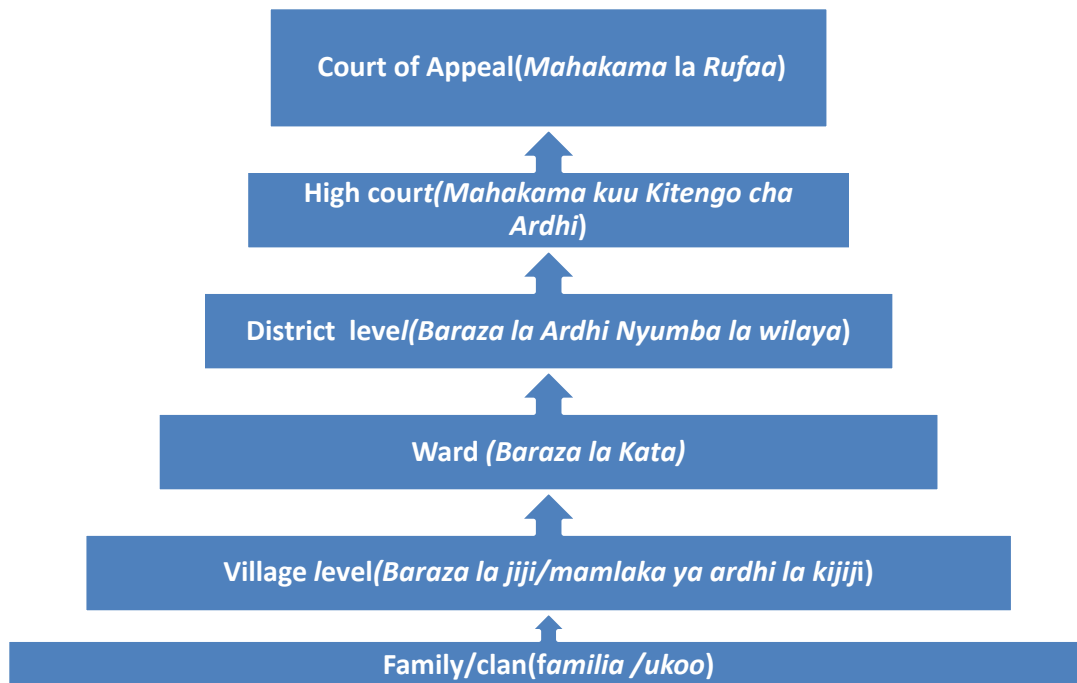 Court of Appeal(Mahakama la Rufaa)
High court(Mahakama kuu Kitengo cha
Ardhi)
District level(Baraza la Ardhi Nyumba la wilaya)
Ward (Baraza la Kata)
Village level(Baraza la jiji/mamlaka ya ardhi la kijiji)
Family/clan(familia /ukoo)